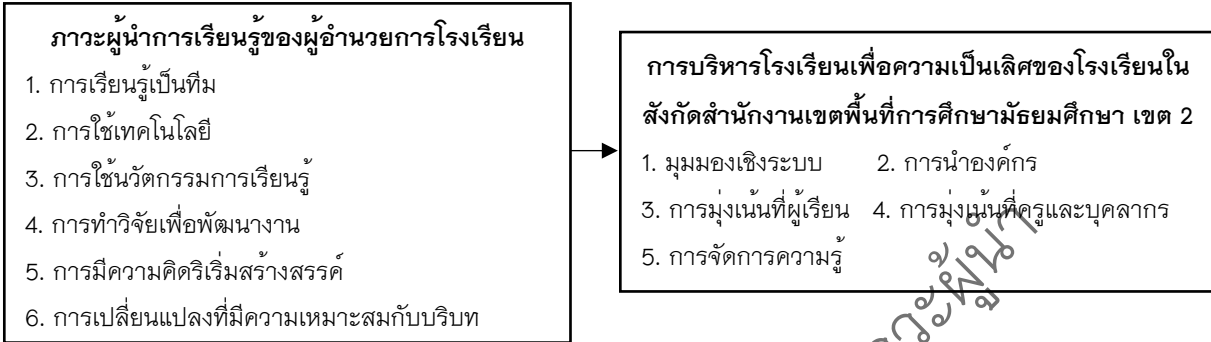 ภาวะผู้นำการเรียนรู้ของผู้อำนวยการโรงเรียน
1. การเรียนรู้เป็นทีม
2. การใช้เทคโนโลยี
3. การใช้นวัตกรรมการเรียนรู้
4. การทำวิจัยเพื่อพัฒนางาน
5. การมีความคิดริเริ่มสร้างสรรค์
6. การเปลี่ยนแปลงที่มีความเหมาะสมกับบริบท
การบริหารโรงเรียนเพื่อความเป็นเลิศของโรงเรียนใน
สังกัดสำนักงานเขตพื้นที่การศึกษามัธยมศึกษา เขต 2
1. มุมมองเชิงระบบ 2. การนำองค์กร
3. การมุ่งเน้นที่ผู้เรียน 4. การมุ่งเน้นที่ครูและบุคลากร
5. การจัดการความรู้